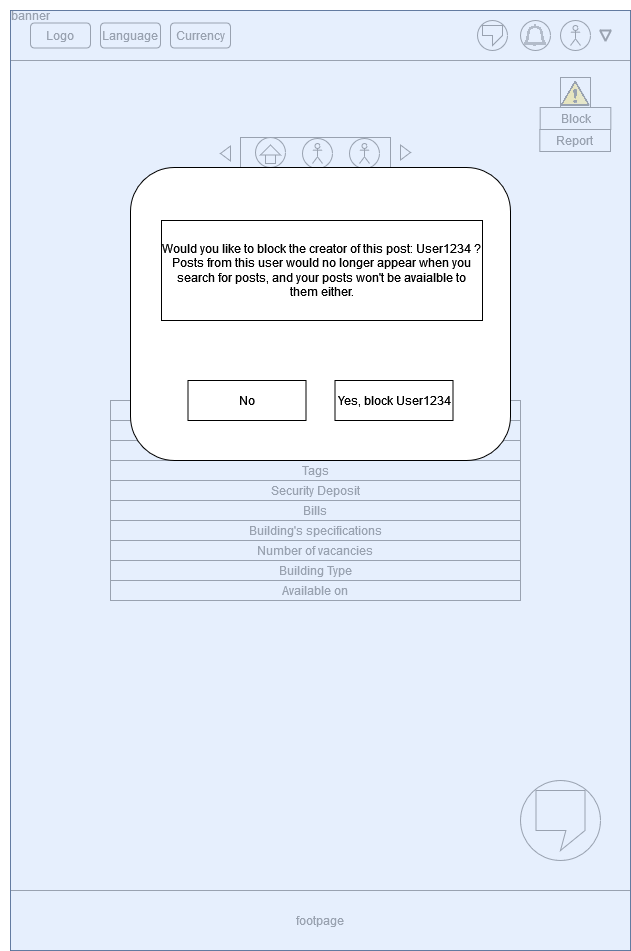 banner
Logo
Language
Currency
!
Block
Report
Would you like to block the creator of this post: User1234 ?
Posts from this user would no longer appear when you
search for posts, and your posts won't be avaialble to
them either.
No
Yes, block User1234
Tags
Security Deposit
Bills
Building's specifications
Number of vacancies
Building Type
Available on
footpage